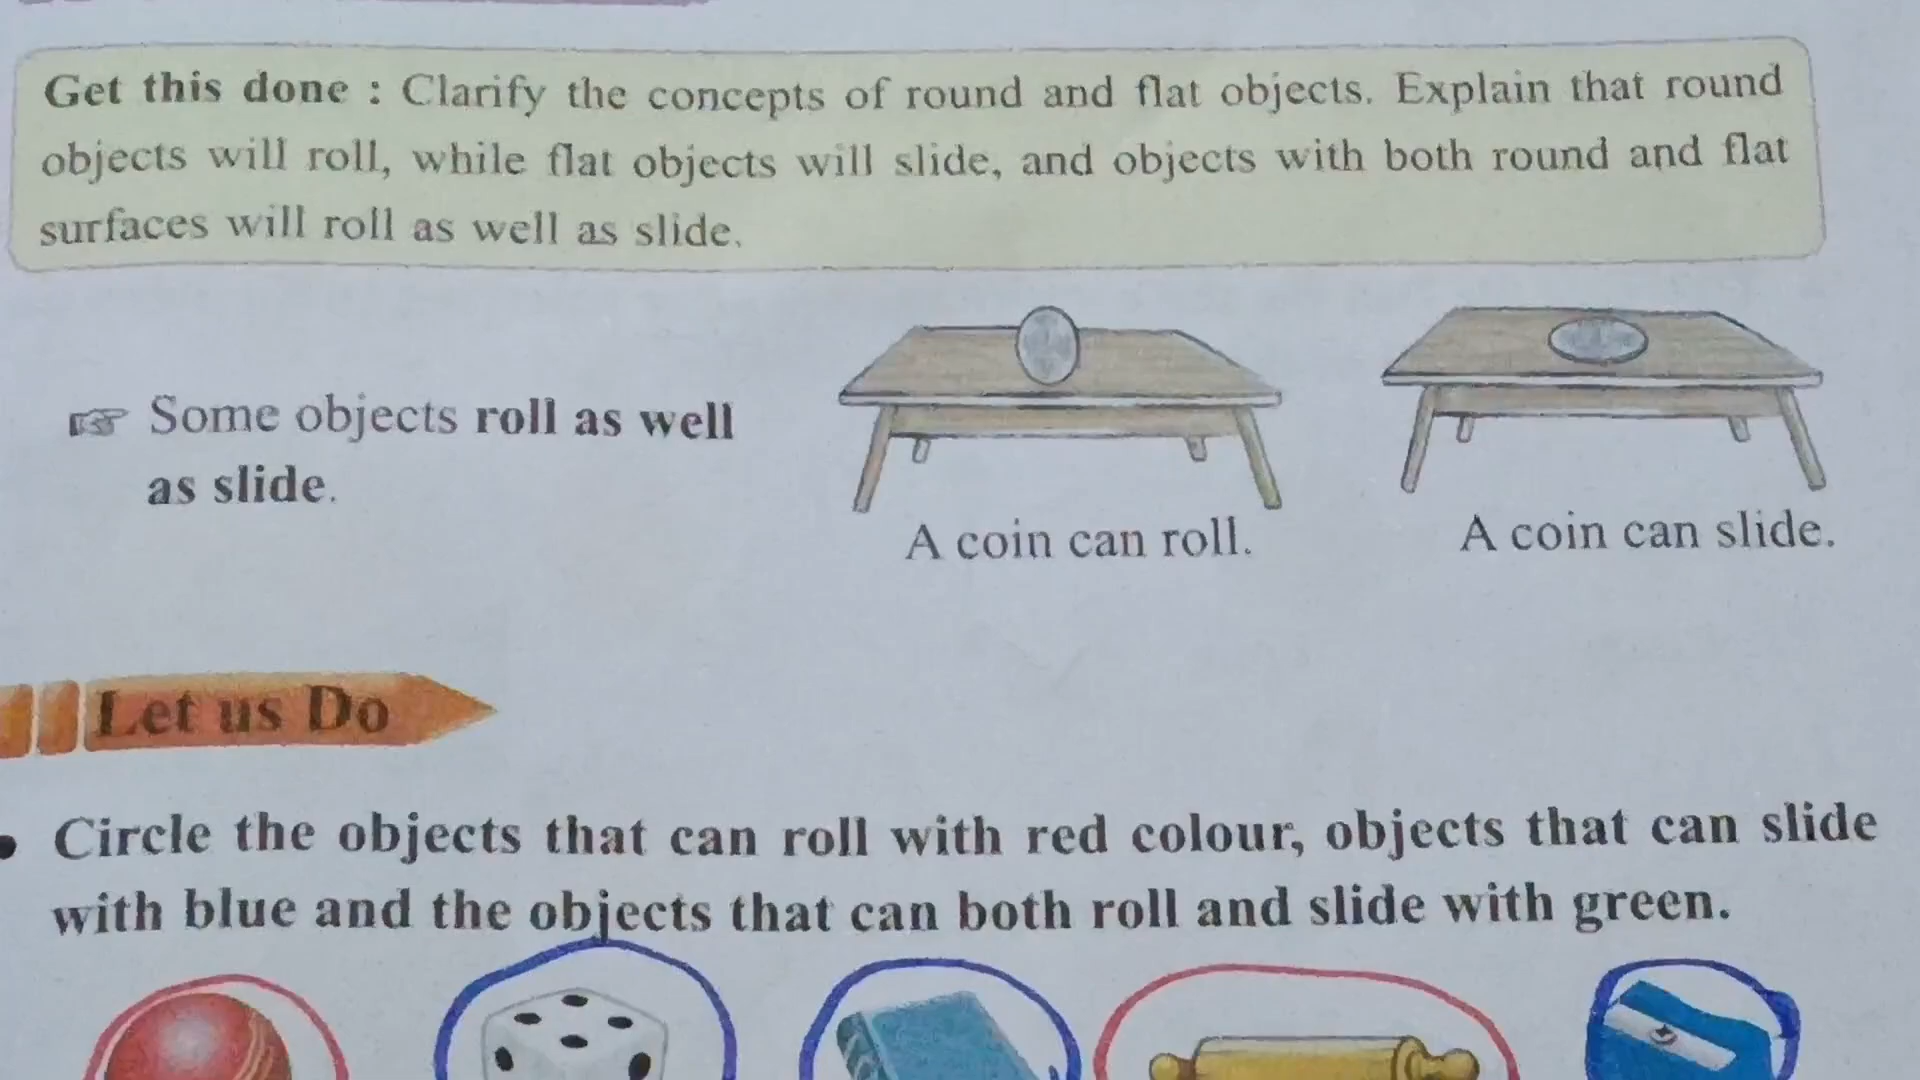 Get this done : Clarify the concepts of round and flat objects. Explain that round
objects will roll, while flat objects will slide, and objects with both round and flat
surfaces will roll as well as slide.
☞ Some objects roll as well
as slide.
A coin can roll.
A coin can slide.
Let us Do
• Circle the objects that can roll with red colour, objects that can slide
with blue and the objects that can both roll and slide with green.